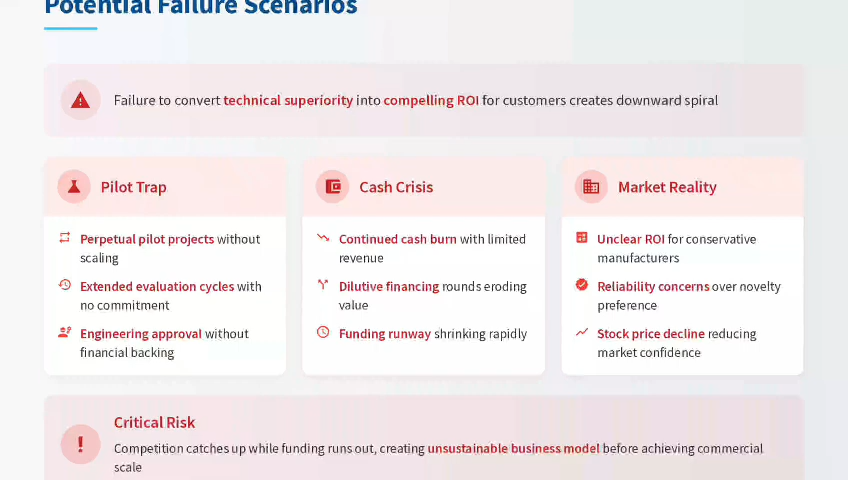 Potential Failure Scenarios
Failure to convert technical superiority into compelling ROI for customers creates downward spiral
Pilot Trap
Perpetual pilot projects without
scaling
Extended evaluation cycles with
no commitment
Engineering approval without
financial backing
Cash Crisis
Continued cash burn with limited
revenue
Dilutive financing rounds eroding
value
Funding runway shrinking rapidly
Market Reality
Unclear ROI for conservative
manufacturers
Reliability concerns over novelty
preference
Stock price decline reducing
market confidence
Critical Risk
Competition catches up while funding runs out, creating unsustainable business model before achieving commercial
scale